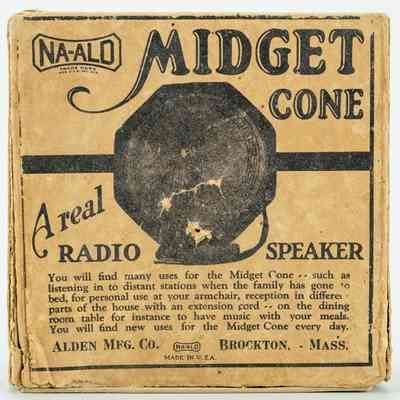 NA-ALD
TRADE MARK
MIDGET
CONE
A real
RADIO SPEAKER
You will find many uses for the Midget Cone -- such as
listening in to distant stations when the family has gone to
bed, for personal use at your armchair, reception in differe
parts of the house with an extension cord -- on the dining
room table for instance to have music with your meals.
You will find new uses for the Midget Cone every day.
ALDEN MFG. CO. NA-ALD BROCKTON, - MASS.
MADE IN U.S.A.